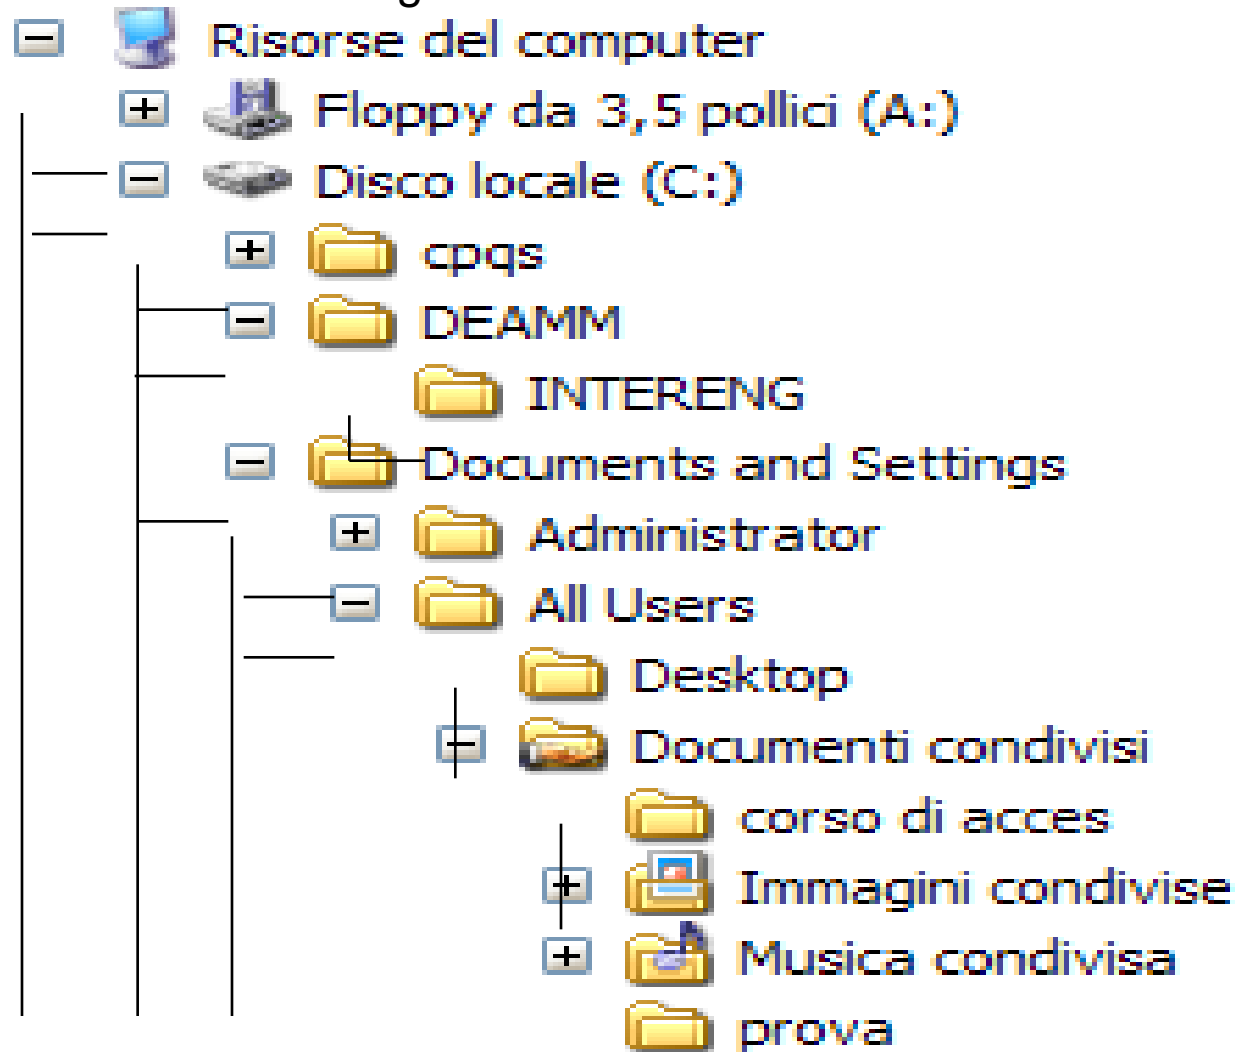 Risorse del computer
Floppy da 3,5 pollici (A:)
Disco locale (C:)
cpqs
DEAMM
INTERENG
Documents and Settings
Administrator
All Users
Desktop
Documenti condivisi
corso di acces
Immagini condivise
Musica condivisa
prova